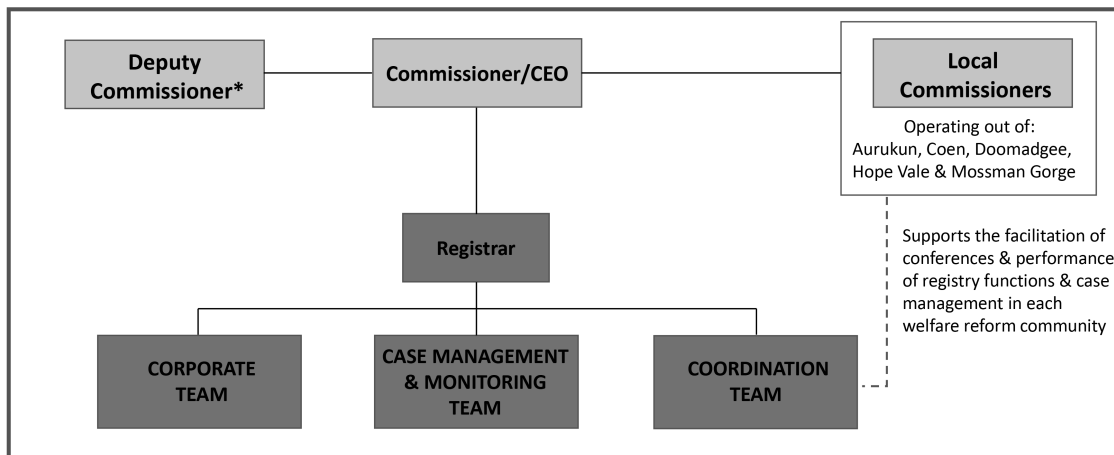 Deputy
Commissioner*
Commissioner/CEO
Local
Commissioners
Operating out of:
Aurukun, Coen, Doomadgee,
Hope Vale & Mossman Gorge
Registrar
Supports the facilitation of
conferences & performance
of registry functions & case
management in each
welfare reform community
CORPORATE
TEAM
CASE MANAGEMENT
& MONITORING
TEAM
COORDINATION
TEAM